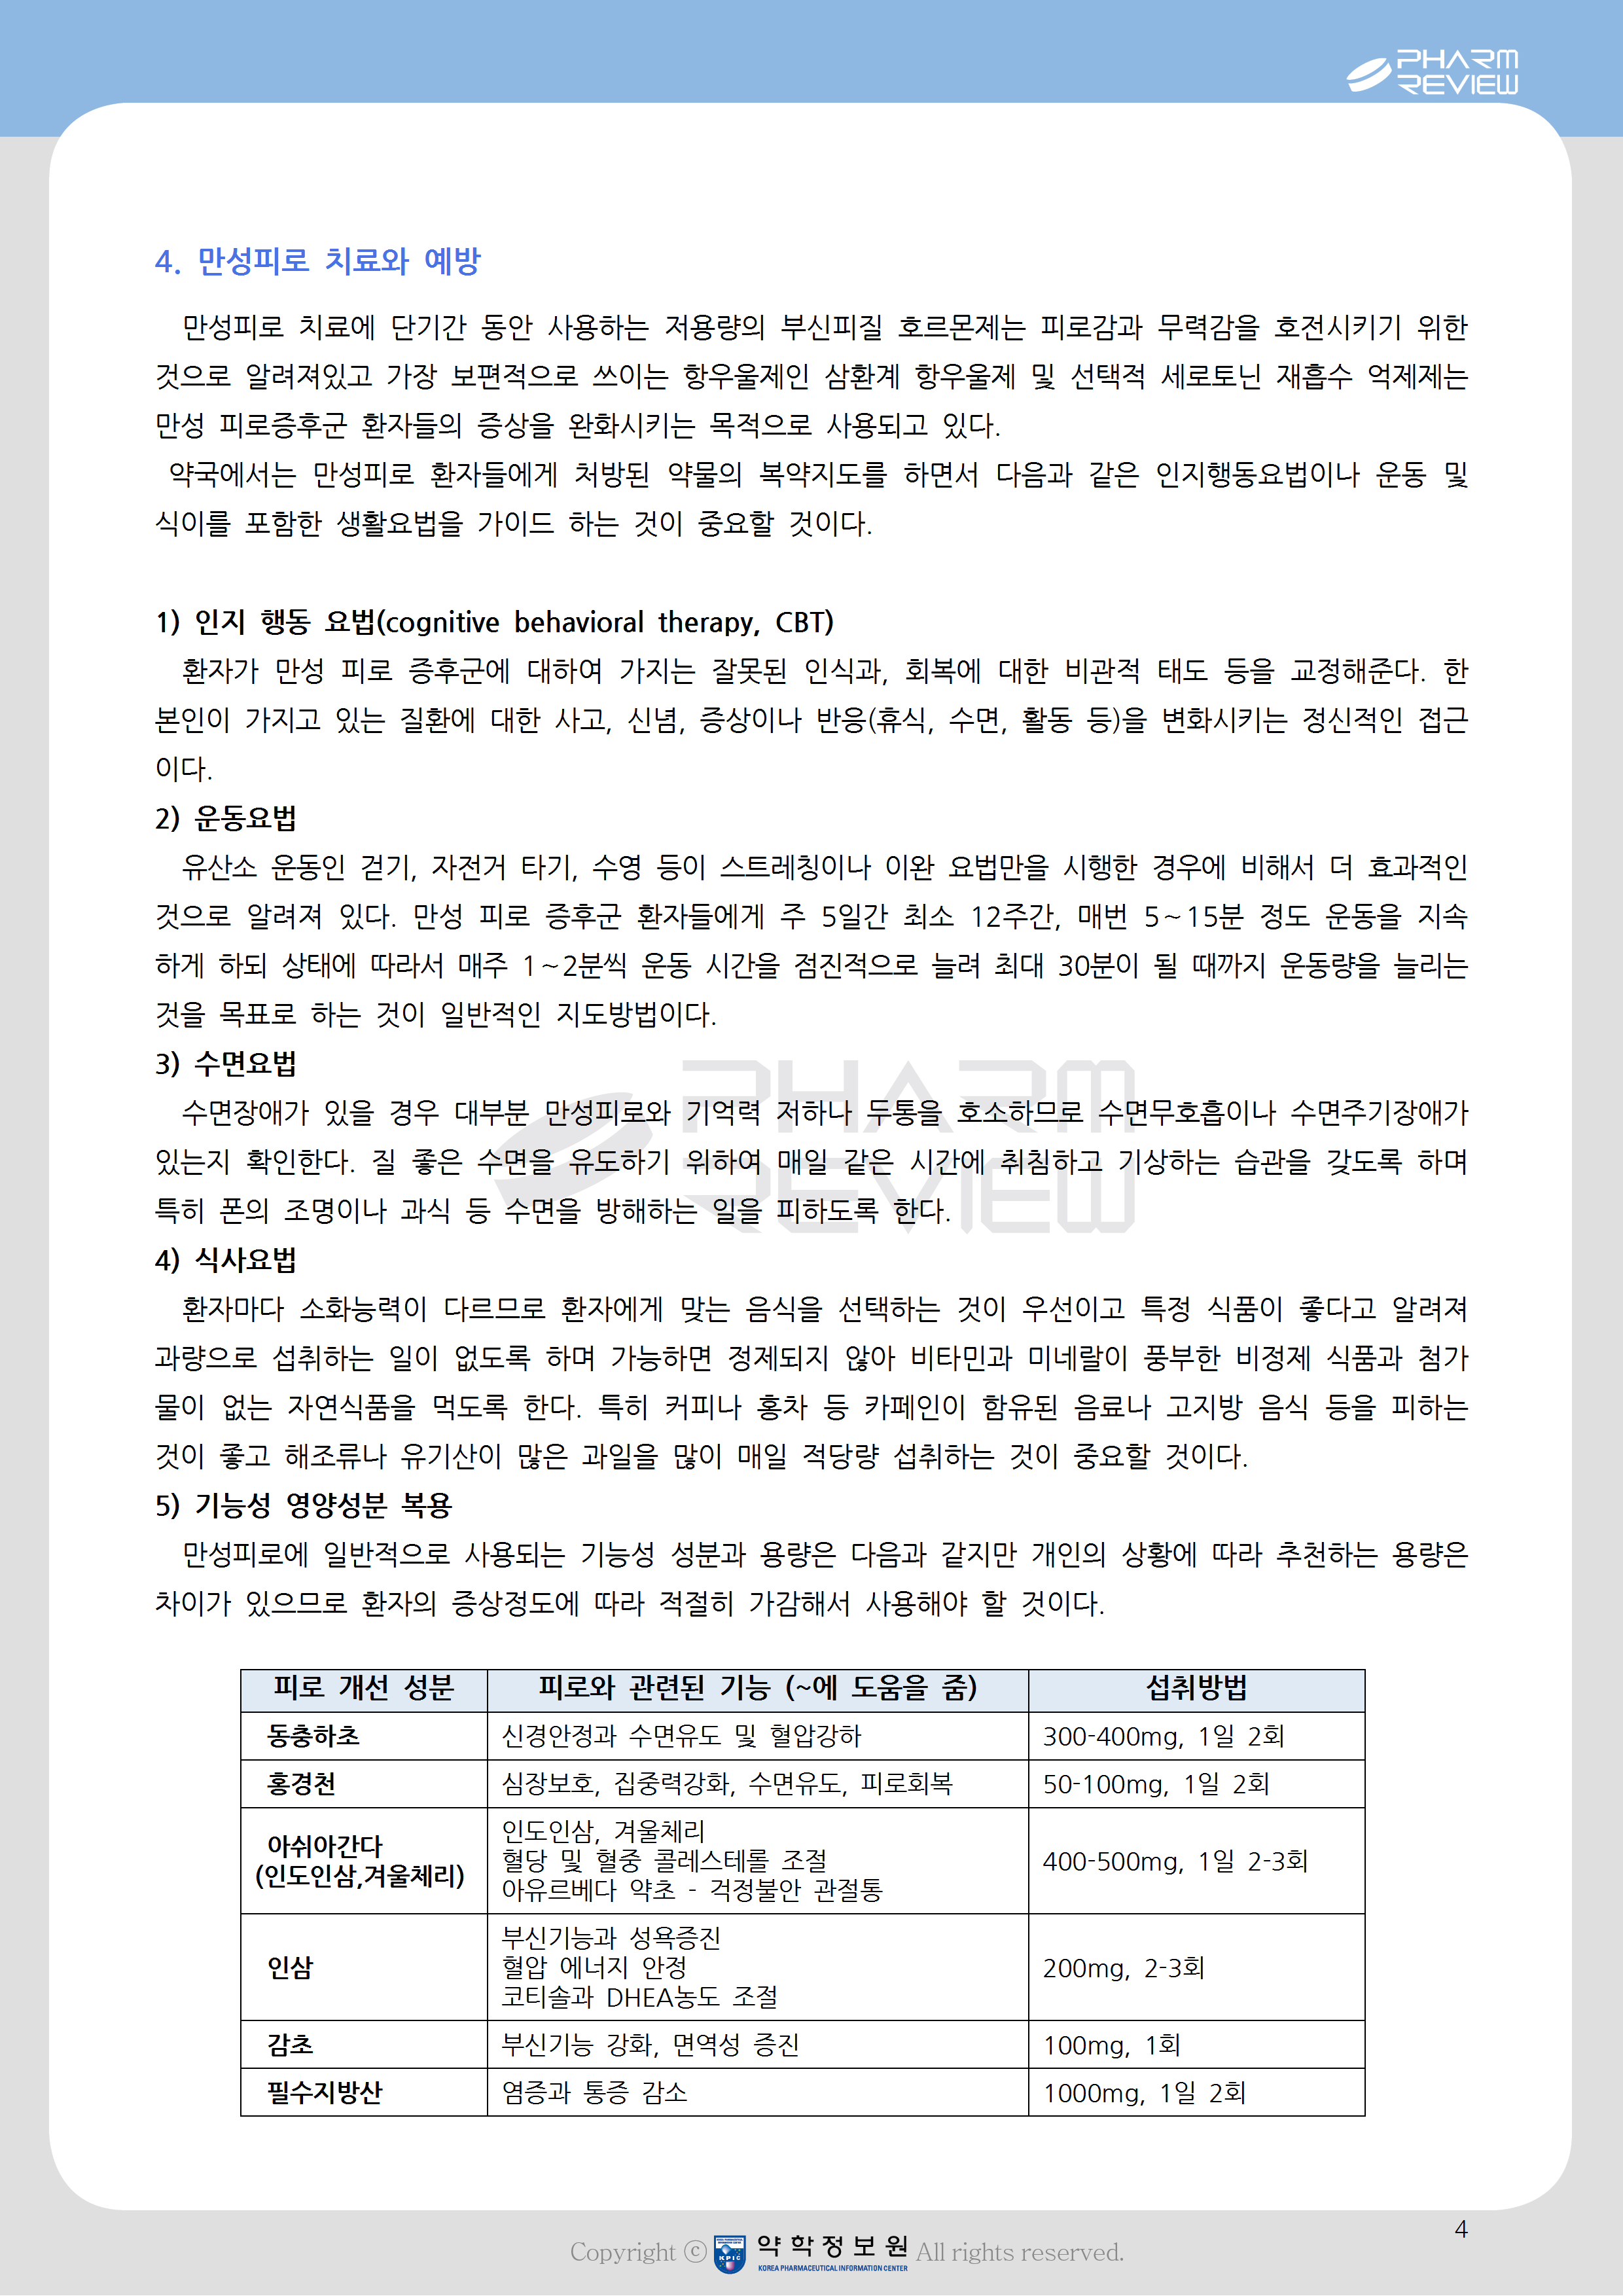 PHARM
REVIEW
4. 만성피로 치료와 예방
만성피로 치료에 단기간 동안 사용하는 저용량의 부신피질 호르몬제는 피로감과 무력감을 호전시키기 위한
것으로 알려져있고 가장 보편적으로 쓰이는 항우울제인 삼환계 항우울제 및 선택적 세로토닌 재흡수 억제제는
만성 피로증후군 환자들의 증상을 완화시키는 목적으로 사용되고 있다.
약국에서는 만성피로 환자들에게 처방된 약물의 복약지도를 하면서 다음과 같은 인지행동요법이나 운동 및
식이를 포함한 생활요법을 가이드 하는 것이 중요할 것이다.
1) 인지 행동 요법(cognitive behavioral therapy, CBT)
환자가 만성 피로 증후군에 대하여 가지는 잘못된 인식과, 회복에 대한 비관적 태도 등을 교정해준다. 한
본인이 가지고 있는 질환에 대한 사고, 신념, 증상이나 반응(휴식, 수면, 활동 등)을 변화시키는 정신적인 접근
이다.
2) 운동요법
유산소 운동인 걷기, 자전거 타기, 수영 등이 스트레칭이나 이완 요법만을 시행한 경우에 비해서 더 효과적인
것으로 알려져 있다. 만성 피로 증후군 환자들에게 주 5일간 최소 12주간, 매번 5~15분 정도 운동을 지속
하게 하되 상태에 따라서 매주 1~2분씩 운동 시간을 점진적으로 늘려 최대 30분이 될 때까지 운동량을 늘리는
것을 목표로 하는 것이 일반적인 지도방법이다.
3) 수면요법
수면장애가 있을 경우 대부분 만성피로와 기억력 저하나 두통을 호소하므로 수면무호흡이나 수면주기장애가
있는지 확인한다. 질 좋은 수면을 유도하기 위하여 매일 같은 시간에 취침하고 기상하는 습관을 갖도록 하며
특히 폰의 조명이나 과식 등 수면을 방해하는 일을 피하도록 한다.
PHARM
REVIEW
4) 식사요법
환자마다 소화능력이 다르므로 환자에게 맞는 음식을 선택하는 것이 우선이고 특정 식품이 좋다고 알려져
과량으로 섭취하는 일이 없도록 하며 가능하면 정제되지 않아 비타민과 미네랄이 풍부한 비정제 식품과 첨가
물이 없는 자연식품을 먹도록 한다. 특히 커피나 홍차 등 카페인이 함유된 음료나 고지방 음식 등을 피하는
것이 좋고 해조류나 유기산이 많은 과일을 많이 매일 적당량 섭취하는 것이 중요할 것이다.
5) 기능성 영양성분 복용
만성피로에 일반적으로 사용되는 기능성 성분과 용량은 다음과 같지만 개인의 상황에 따라 추천하는 용량은
차이가 있으므로 환자의 증상정도에 따라 적절히 가감해서 사용해야 할 것이다.
피로 개선 성분 피로와 관련된 기능 (~에 도움을 줌) 섭취방법
동충하초 신경안정과 수면유도 및 혈압강하 300-400mg, 1일 2회
홍경천 심장보호, 집중력강화, 수면유도, 피로회복 50-100mg, 1일 2회
아쉬아간다
(인도인삼,겨울체리)
인도인삼, 겨울체리
혈당 및 혈중 콜레스테롤 조절
아유르베다 약초 - 걱정불안 관절통
400-500mg, 1일 2-3회
인삼
부신기능과 성욕증진
혈압 에너지 안정
코티솔과 DHEA농도 조절
200mg, 2-3회
감초 부신기능 강화, 면역성 증진 100mg, 1회
필수지방산 염증과 통증 감소 1000mg, 1일 2회
4
Copyright ⓒ KPIC 약학정보원 All rights reserved.
KOREA PHARMACEUTICAL INFORMATION CENTER